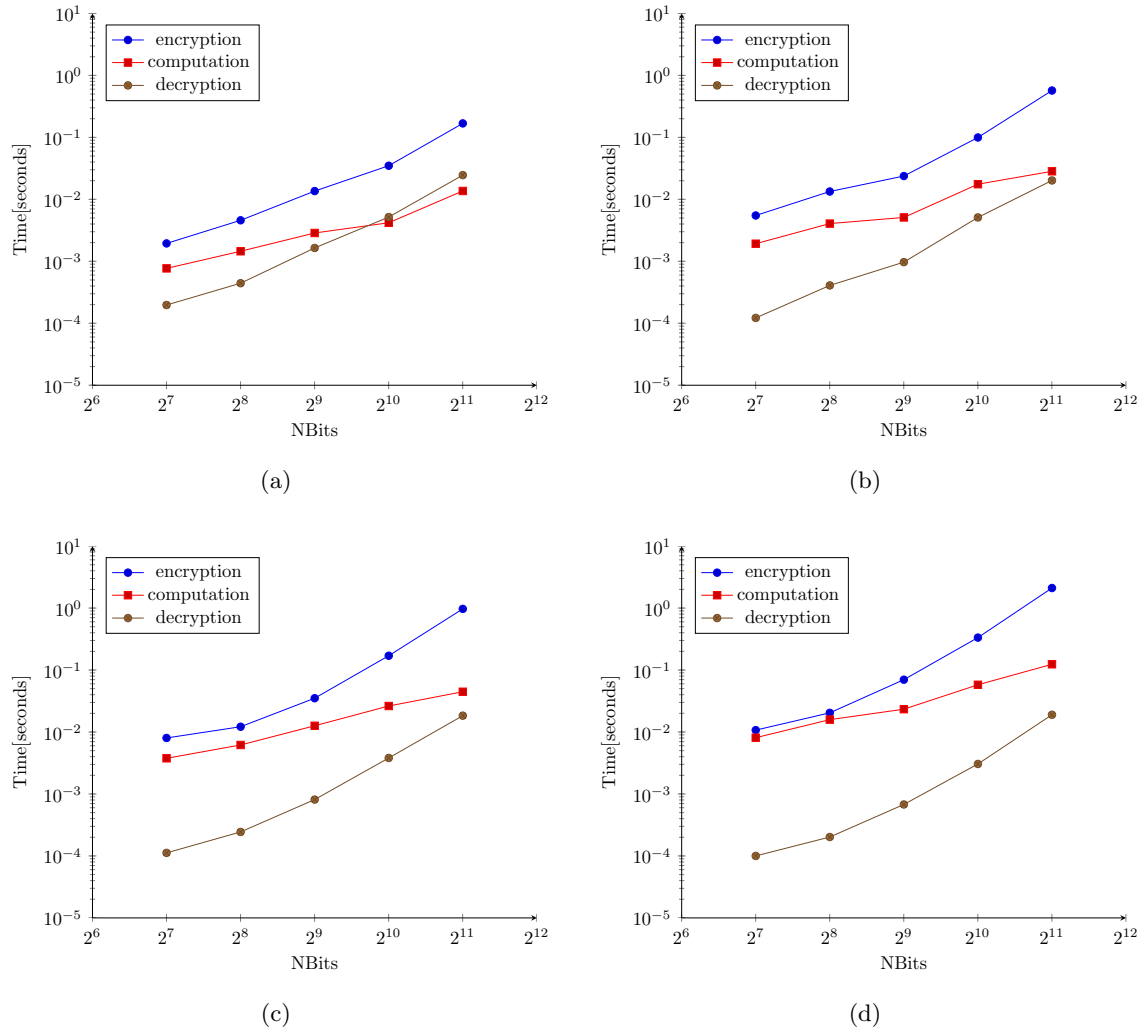 10^1
10^0
10^-1
10^-2
10^-3
10^-4
10^-5
Time[seconds]
encryption
computation
decryption
2^6 2^7 2^8 2^9 2^10 2^11 2^12
NBits
(a)
10^1
10^0
10^-1
10^-2
10^-3
10^-4
10^-5
Time[seconds]
encryption
computation
decryption
2^6 2^7 2^8 2^9 2^10 2^11 2^12
NBits
(b)
10^1
10^0
10^-1
10^-2
10^-3
10^-4
10^-5
Time[seconds]
encryption
computation
decryption
2^6 2^7 2^8 2^9 2^10 2^11 2^12
NBits
(c)
10^1
10^0
10^-1
10^-2
10^-3
10^-4
10^-5
Time[seconds]
encryption
computation
decryption
2^6 2^7 2^8 2^9 2^10 2^11 2^12
NBits
(d)